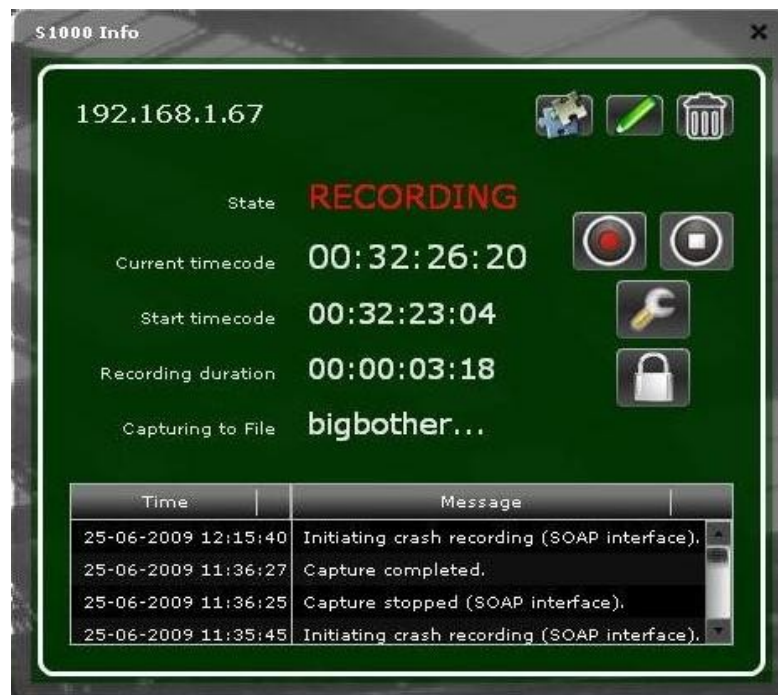 S1000 Info
192.168.1.67
State RECORDING
Current timecode 00:32:26:20
Start timecode 00:32:23:04
Recording duration 00:00:03:18
Capturing to File bigbother...
Time Message
25-06-2009 12:15:40 Initiating crash recording (SOAP interface).
25-06-2009 11:36:27 Capture completed.
25-06-2009 11:36:25 Capture stopped (SOAP interface).
25-06-2009 11:35:45 Initiating crash recording (SOAP interface).